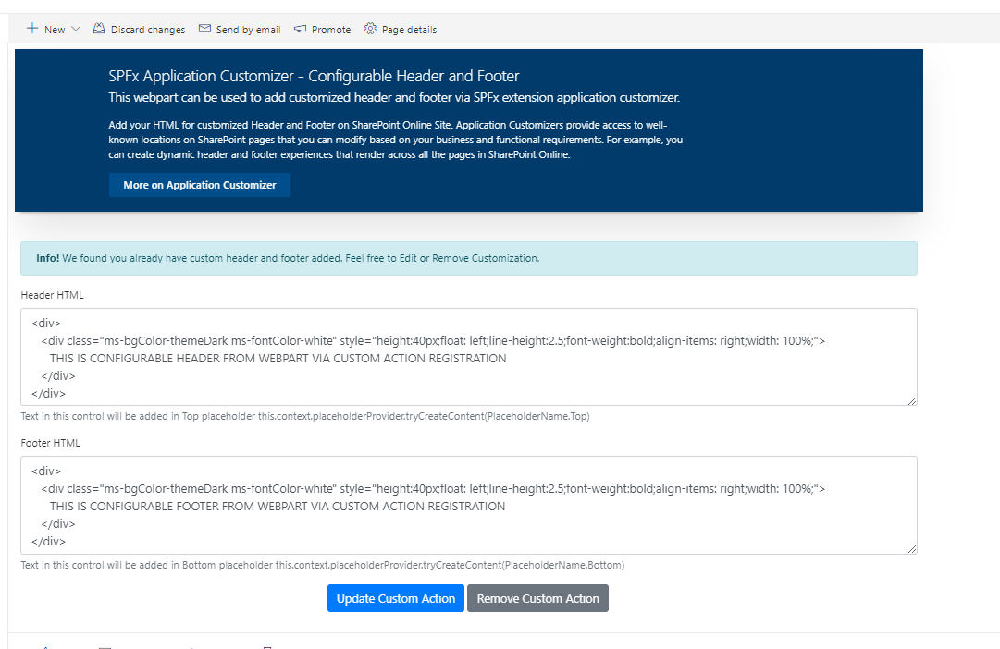 New
Discard changes
Send by email
Promote
Page details
SPFx Application Customizer - Configurable Header and Footer
This webpart can be used to add customized header and footer via SPFx extension application customizer.
Add your HTML for customized Header and Footer on SharePoint Online Site. Application Customizers provide access to well-
known locations on SharePoint pages that you can modify based on your business and functional requirements. For example, you
can create dynamic header and footer experiences that render across all the pages in SharePoint Online.
More on Application Customizer
Info! We found you already have custom header and footer added. Feel free to Edit or Remove Customization.
Header HTML
<div>
<div class="ms-bgColor-themeDark ms-fontColor-white" style="height:40px;float: left;line-height:2.5;font-weight:bold;align-items: right;width: 100%;">
THIS IS CONFIGURABLE HEADER FROM WEBPART VIA CUSTOM ACTION REGISTRATION
</div>
</div>
Text in this control will be added in Top placeholder this.context.placeholderProvider.tryCreateContent(PlaceholderName.Top)
Footer HTML
<div>
<div class="ms-bgColor-themeDark ms-fontColor-white" style="height:40px;float: left;line-height:2.5;font-weight:bold;align-items: right;width: 100%;">
THIS IS CONFIGURABLE FOOTER FROM WEBPART VIA CUSTOM ACTION REGISTRATION
</div>
</div>
Text in this control will be added in Bottom placeholder this.context.placeholderProvider.tryCreateContent(PlaceholderName.Bottom)
Update Custom Action
Remove Custom Action